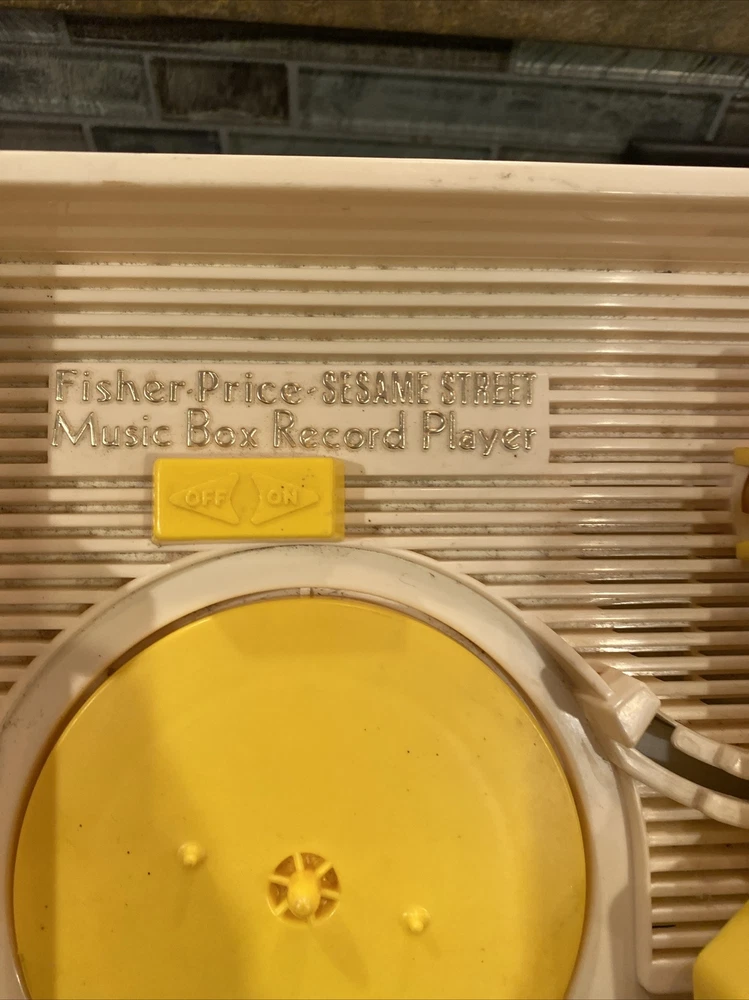 Fisher-Price-SESAME STREET
Music Box Record Player
OFF ON